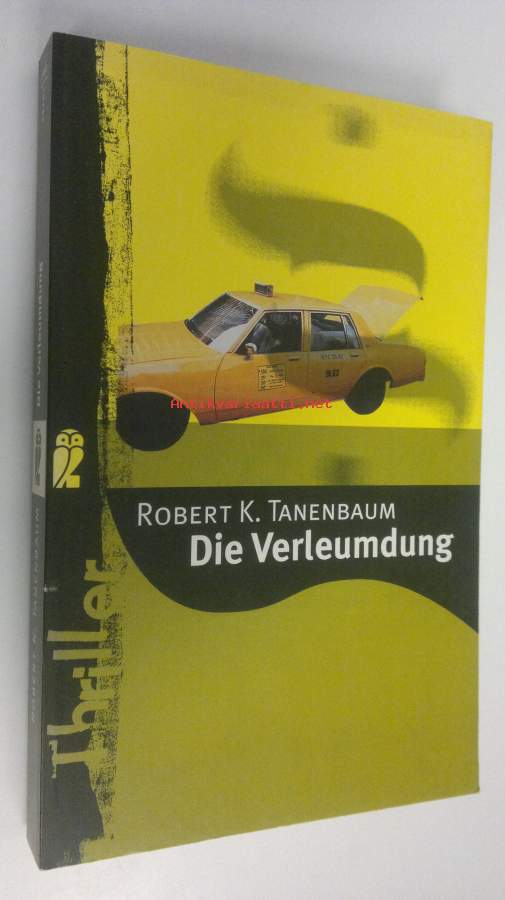 ROBERT K. TANENBAUM
Die Verleumdung
Thriller
Die Verleumdung
ROBERT K. TANENBAUM
Antikvariaatti.Net